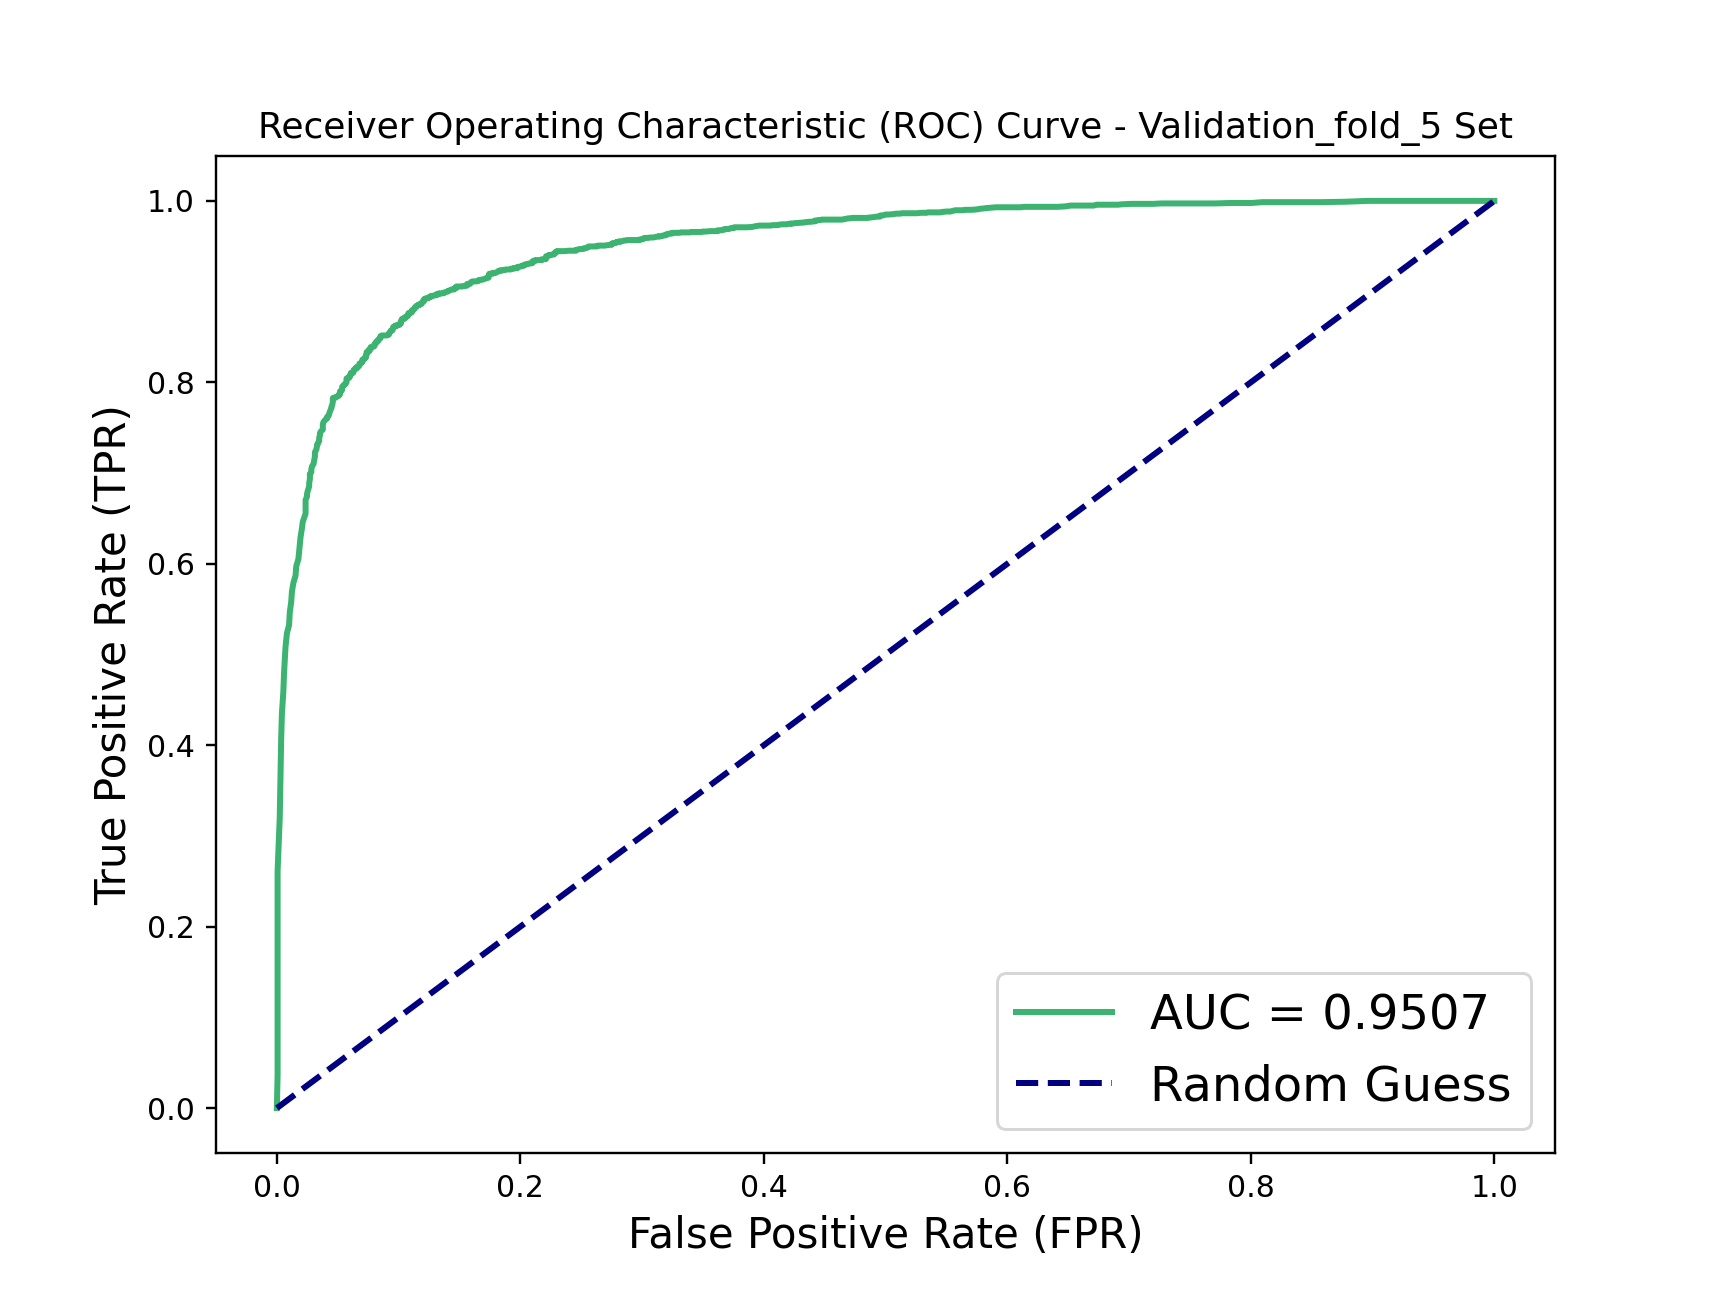 Receiver Operating Characteristic (ROC) Curve - Validation_fold_5 Set
1.0
0.8
0.6
0.4
0.2
0.0
True Positive Rate (TPR)
AUC = 0.9507
Random Guess
0.0 0.2 0.4 0.6 0.8 1.0
False Positive Rate (FPR)